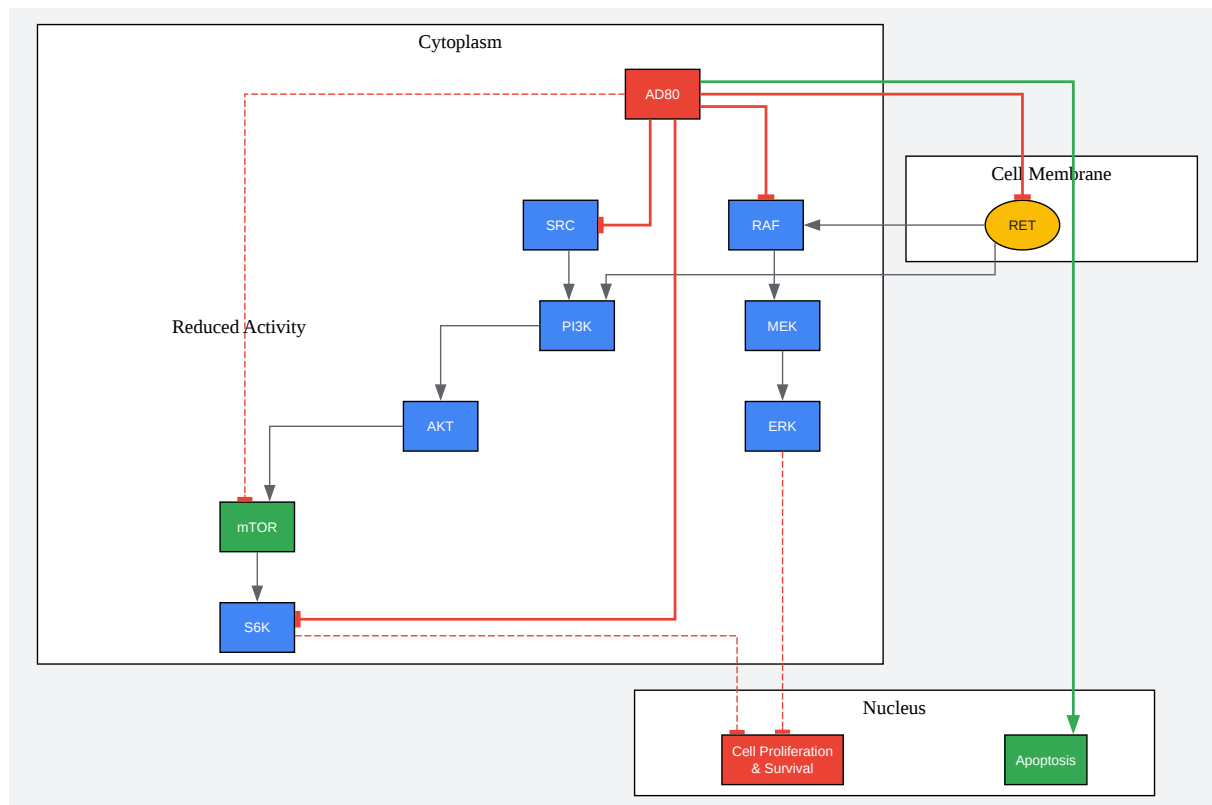 Cytoplasm
AD80
Cell Membrane
SRC
RAF
RET
Reduced Activity
PI3K
MEK
AKT
ERK
mTOR
S6K
Nucleus
Cell Proliferation
& Survival
Apoptosis